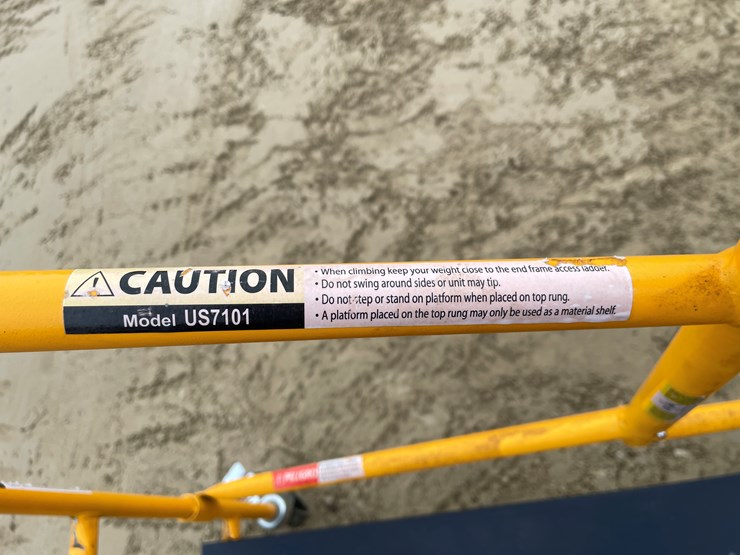 CAUTION
Model US7101
• When climbing keep your weight close to the end frame access ladder.
• Do not swing around sides or unit may tip.
• Do not step or stand on platform when placed on top rung.
• A platform placed on the top rung may only be used as a material shelf.